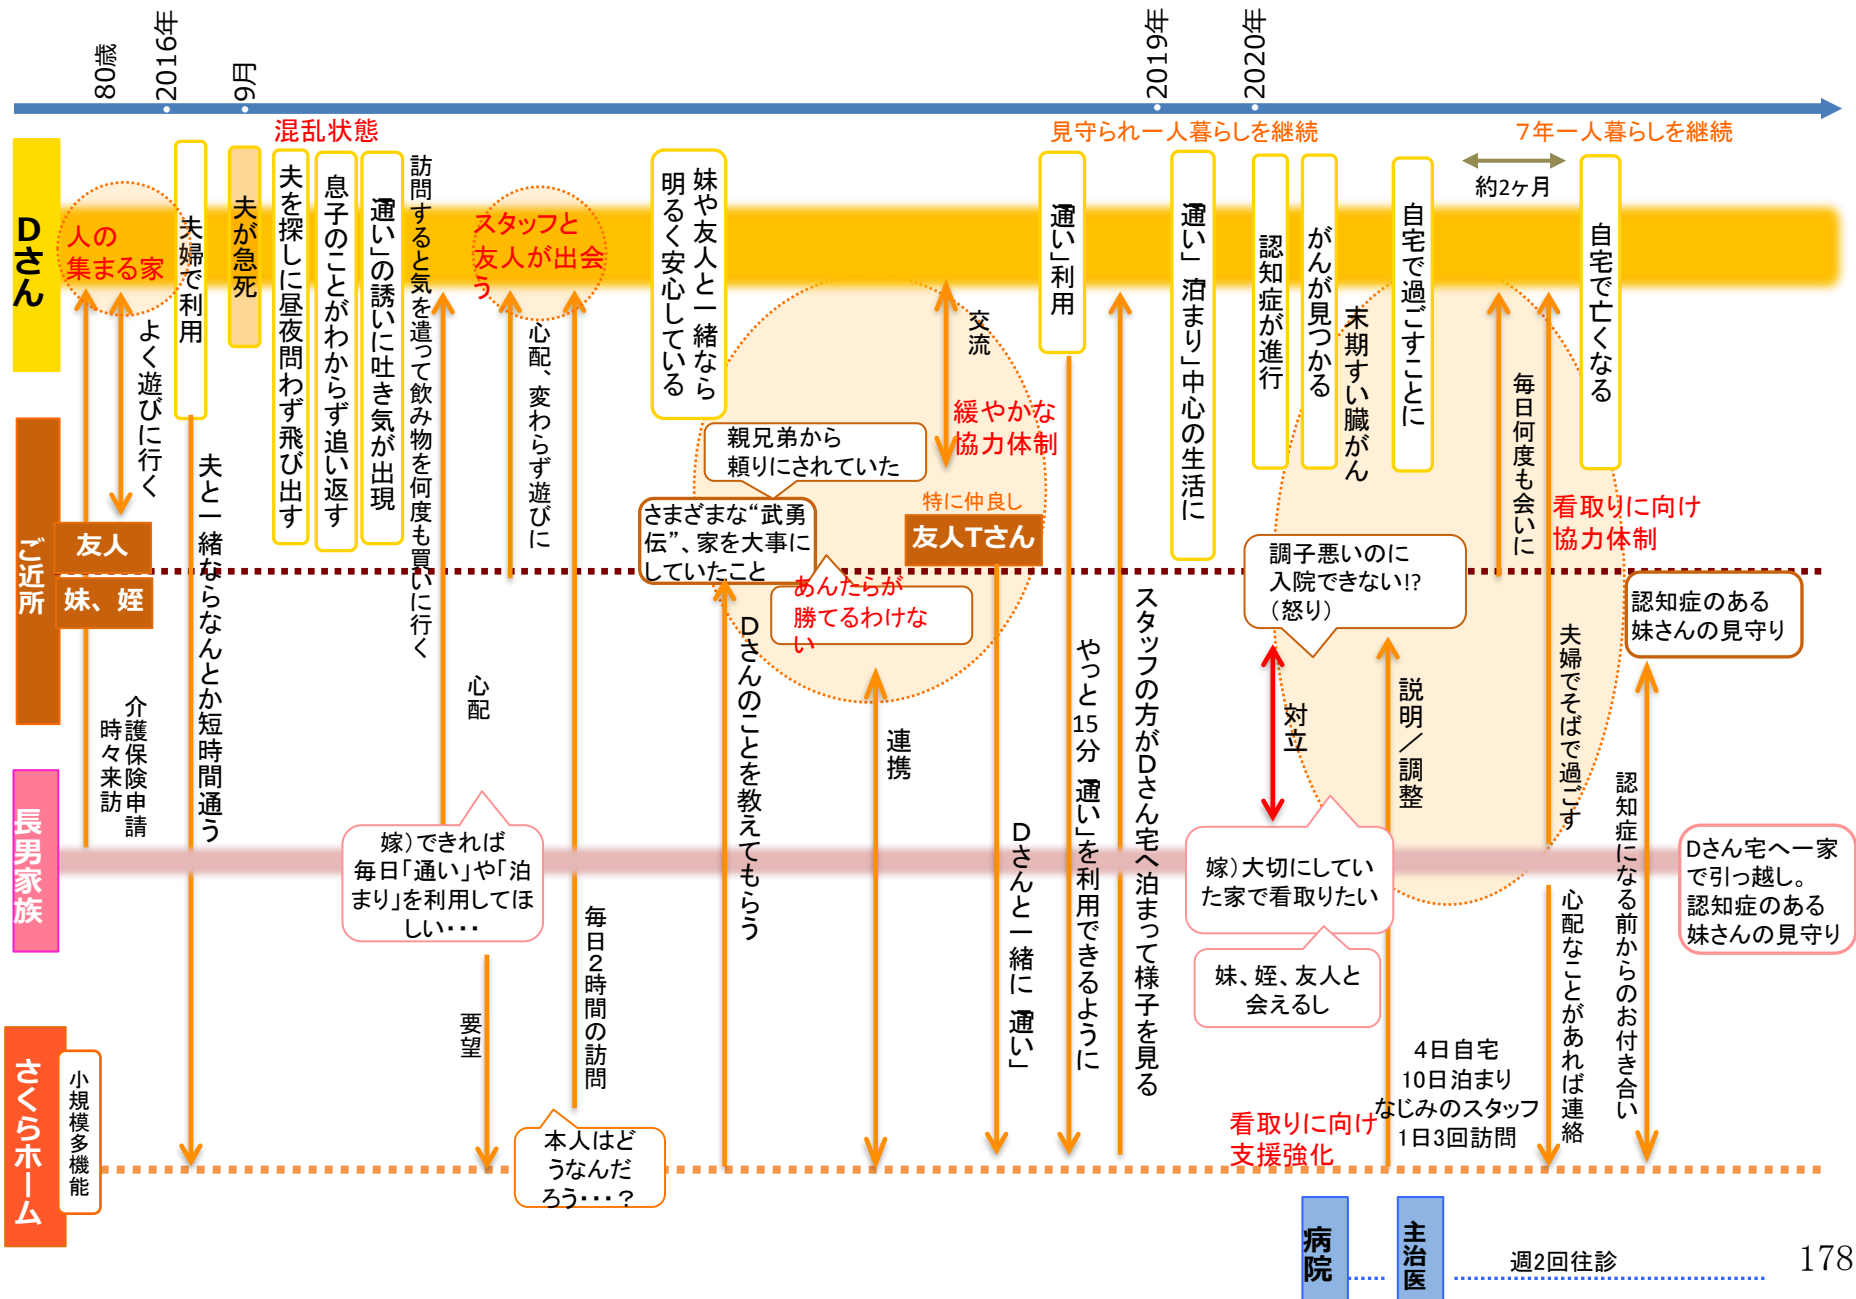 80歳
2016年
9月
2019年
2020年
混乱状態
見守られ一人暮らしを継続
７年一人暮らしを継続
約2ヶ月
Dさん
人の
集まる家
夫婦で利用
夫が急死
夫を探しに昼夜問わず飛び出す
息子のことがわからず追い返す
「通い」の誘いに吐き気が出現
訪問すると気を遣って飲み物を何度も買いに行く
スタッフと
友人が出会
う
妹や友人と一緒なら
明るく安心している
「通い」利用
「通い」「泊まり」中心の生活に
認知症が進行
がんが見つかる
末期すい臓がん
自宅で過ごすことに
自宅で亡くなる
よく遊びに行く
心配、変わらず遊びに
交流
緩やかな
協力体制
毎日何度も会いに
看取りに向け
協力体制
ご近所
友人
妹、姪
夫と一緒ならなんとか短時間通う
親兄弟から
頼りにされていた
さまざまな“武勇
伝”、家を大事に
していたこと
あんたらが
勝てるわけな
い
特に仲良し
友人Tさん
調子悪いのに
入院できない!?
（怒り）
認知症のある
妹さんの見守り
介護保険申請
時々来訪
心配
Dさんのことを教えてもらう
連携
Dさんと一緒に「通い」
やっと15分「通い」を利用できるように
スタッフの方がDさん宅へ泊まって様子を見る
対立
説明／調整
夫婦でそばで過ごす
認知症になる前からのお付き合い
長男家族
嫁）できれば
毎日「通い」や「泊
まり」を利用してほ
しい・・・
嫁）大切にしてい
た家で看取りたい
妹、姪、友人と
会えるし
Dさん宅へ一家
で引っ越し。
認知症のある
妹さんの見守り
要望
毎日２時間の訪問
心配なことがあれば連絡
さくらホーム
小規模多機能
本人はど
うなんだ
ろう・・・？
看取りに向け
支援強化
4日自宅
10日泊まり
なじみのスタッフ
1日3回訪問
病院
主治医
週2回往診
178